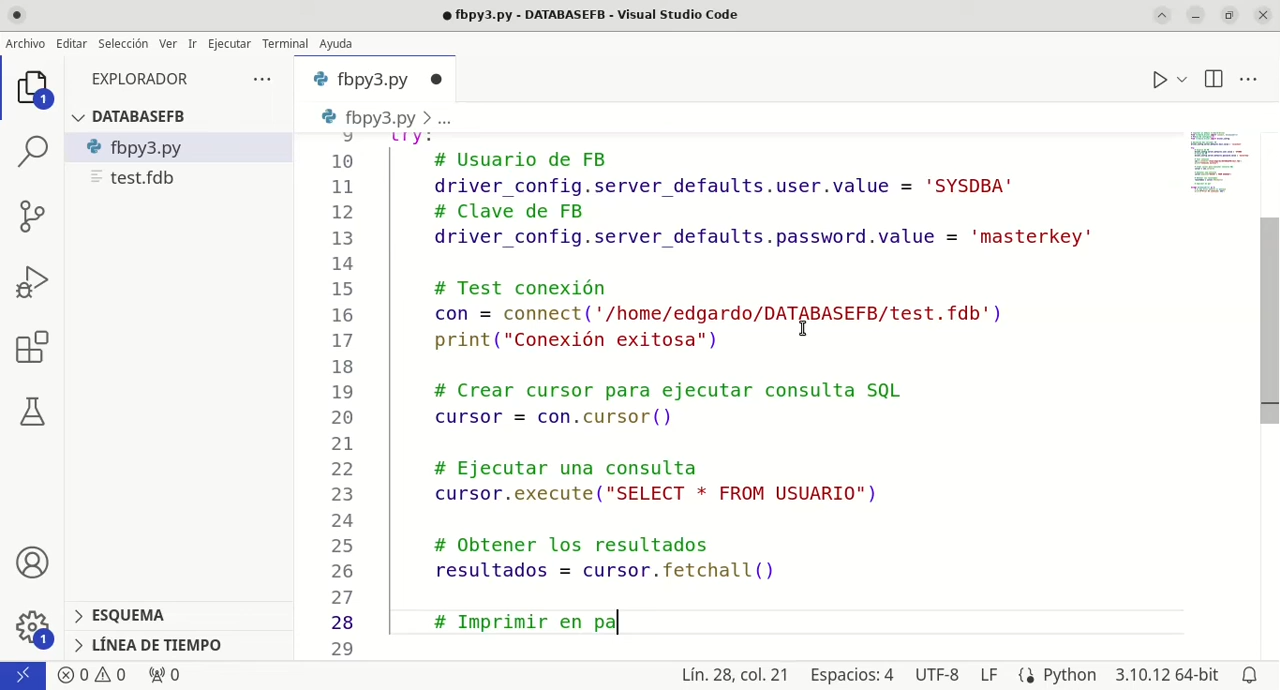 fbpy3.py - DATABASEFB - Visual Studio Code
Archivo Editar Selección Ver Ir Ejecutar Terminal Ayuda
EXPLORADOR
fbpy3.py
DATABASEFB
fbpy3.py > ...
fbpy3.py
test.fdb
1
9 try:
10 # Usuario de FB
11 driver_config.server_defaults.user.value = 'SYSDBA'
12 # Clave de FB
13 driver_config.server_defaults.password.value = 'masterkey'
14
15 # Test conexión
16 con = connect('/home/edgardo/DATABASEFB/test.fdb')
17 print("Conexión exitosa")
18
19 # Crear cursor para ejecutar consulta SQL
20 cursor = con.cursor()
21
22 # Ejecutar una consulta
23 cursor.execute("SELECT * FROM USUARIO")
24
25 # Obtener los resultados
26 resultados = cursor.fetchall()
27
28 # Imprimir en pa
29
ESQUEMA
LÍNEA DE TIEMPO
1
0 0 0 Lín. 28, col. 21 Espacios: 4 UTF-8 LF Python 3.10.12 64-bit